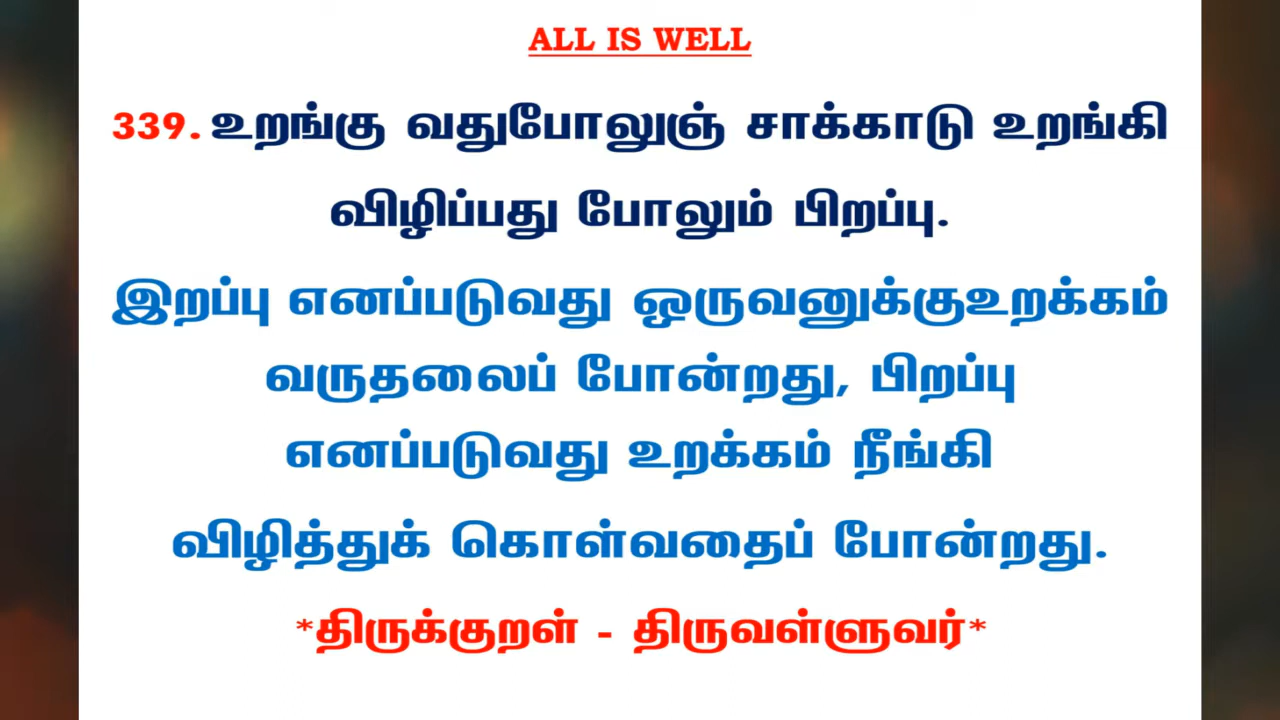 ALL IS WELL
339. உறங்கு வதுபோலுஞ் சாக்காடு உறங்கி
விழிப்பது போலும் பிறப்பு.
இறப்பு எனப்படுவது ஒருவனுக்குஉறக்கம்
வருதலைப் போன்றது, பிறப்பு
எனப்படுவது உறக்கம் நீங்கி
விழித்துக் கொள்வதைப் போன்றது.
*திருக்குறள் - திருவள்ளுவர்*